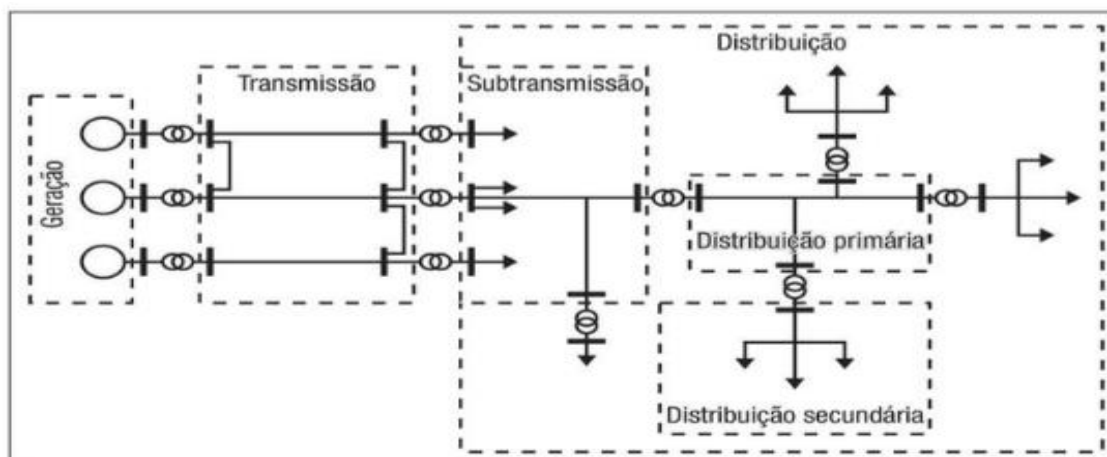 Distribuição
Transmissão
Subtransmissão
Geração
Distribuição primária
Distribuição secundária